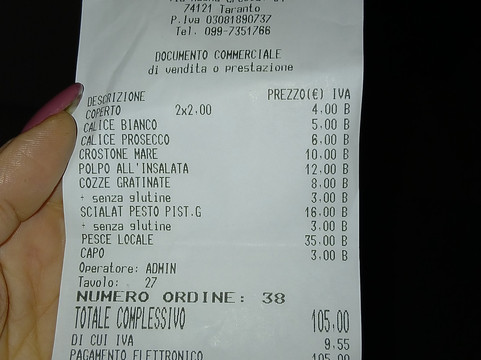 74121 Taranto
P.Iva 03081890737
Tel. 099-7351766
DOCUMENTO COMMERCIALE
di vendita o prestazione
DESCRIZIONE PREZZO(€) IVA
COPERTO 2x2,00 4,00 B
CALICE BIANCO 5,00 B
CALICE PROSECCO 6,00 B
CROSTONE MARE 10,00 B
POLPO ALL'INSALATA 12,00 B
COZZE GRATINATE 8,00 B
+ senza glutine 3,00 B
SCIALAT PESTO PIST.G 16,00 B
+ senza glutine 3,00 B
PESCE LOCALE 35,00 B
CAPO 3,00 B
Operatore: ADMIN
Tavolo: 27
NUMERO ORDINE: 38
TOTALE COMPLESSIVO 105,00
DI CUI IVA 9,55
PAGAMENTO ELETTRONICO 105,00